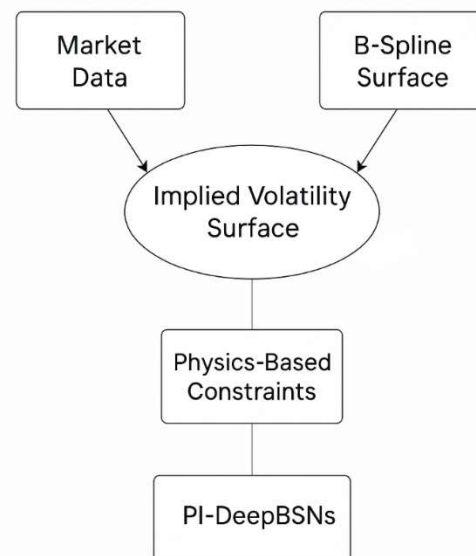 Market
Data
B-Spline
Surface
Implied Volatility
Surface
Physics-Based
Constraints
PI-DeepBSNs